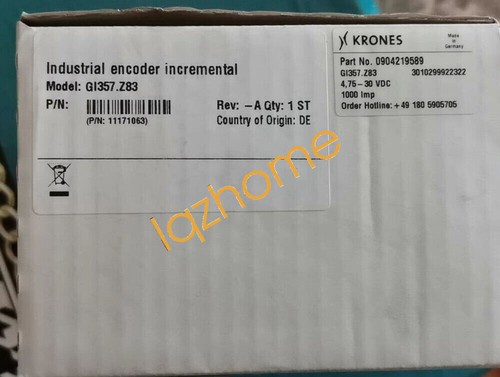 Industrial encoder incremental
Model: GI357.Z83
P/N:
(P/N: 11171063)
Rev: -A Qty: 1 ST
Country of Origin: DE
KRONES
Made in
Germany
Part No. 0904219589
GI357.Z83 3010299922322
4,75-30 VDC
1000 Imp
Order Hotline: +49 180 5905705
lqzhome